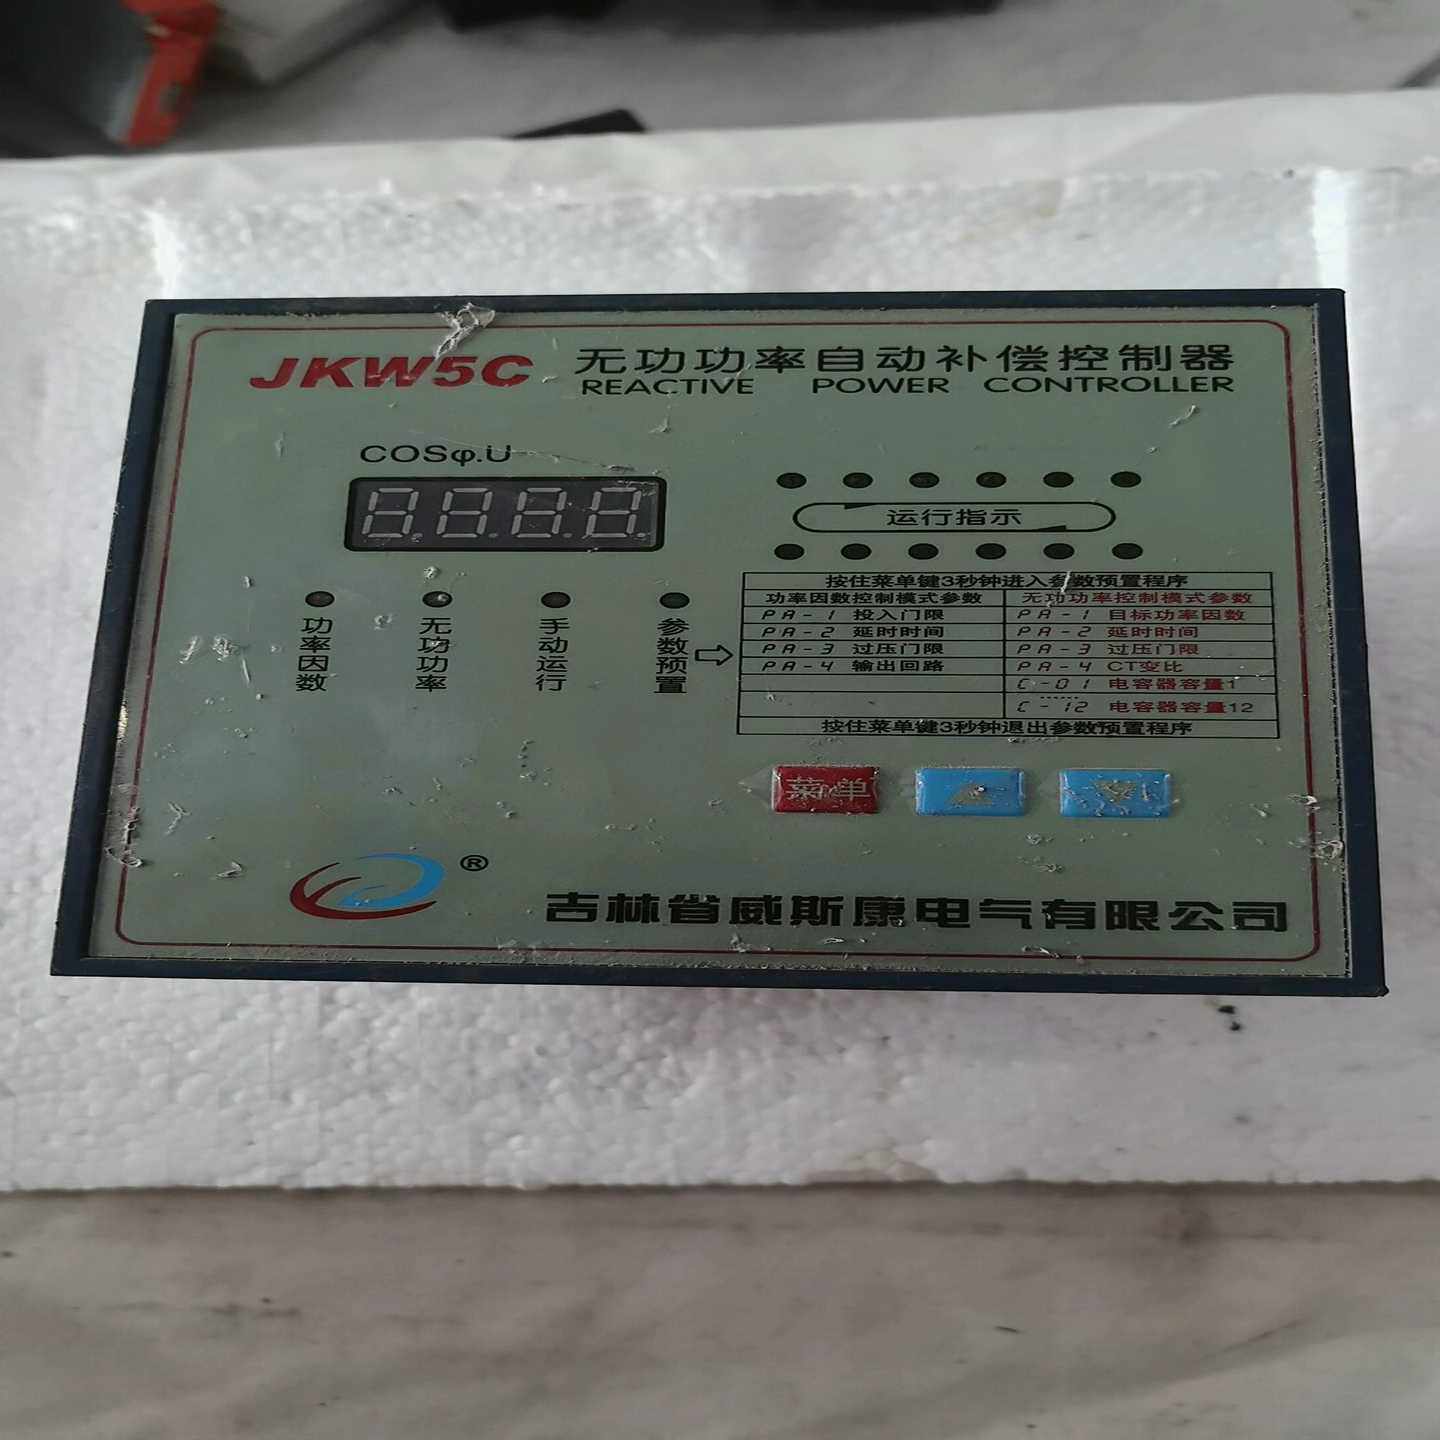 JKW5C 无功功率自动补偿控制器
REACTIVE POWER CONTROLLER
COSφ.U
8.8.8.8.
运行指示
功率因数
无功功率
手动运行
参数预置
按住菜单键3秒钟进入参数预置程序
功率因数控制模式参数 无功功率控制模式参数
PA-1 投入门限 PA-1 目标功率因数
PA-2 延时时间 PA-2 延时时间
PA-3 过压门限 PA-3 过压门限
PA-4 输出回路 PA-4 CT变比
C-01 电容器容量1
C-12 电容器容量12
按住菜单键3秒钟退出参数预置程序
菜单
®
吉林省威斯康电气有限公司